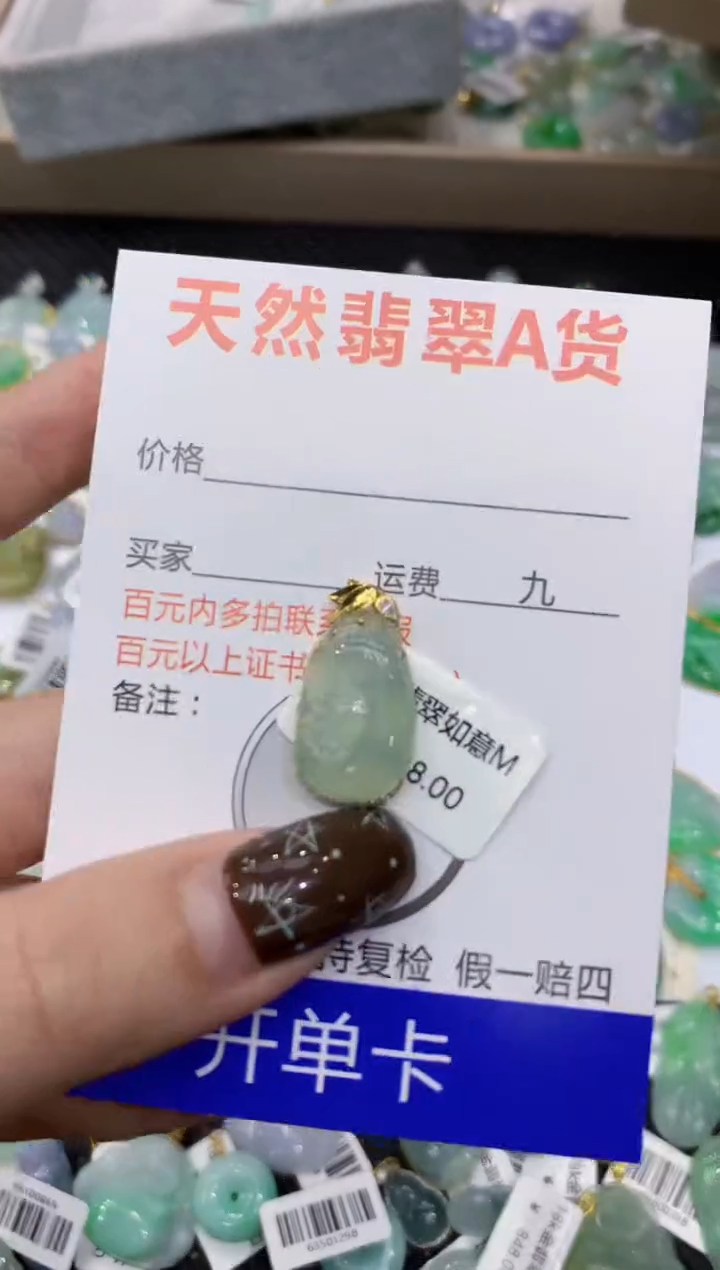 天然翡翠A货
价格
买家 运费 九
百元内多拍联
百元以上证书
备注：
翠如意M
8.00
持复检 假一赔四
开单卡
63501298